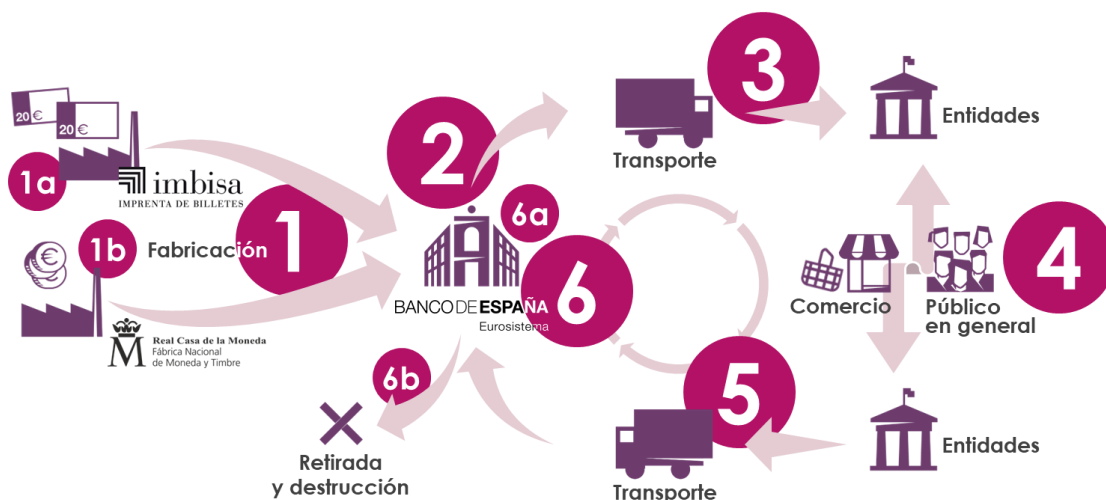 20 €
20 €
1a
imbisa
IMPRENTA DE BILLETES
1b
Fabricación
1
€
Real Casa de la Moneda
Fábrica Nacional
de Moneda y Timbre
M
2
6a
6
BANCO DE ESPAÑA
Eurosistema
6b
Retirada
y destrucción
3
Transporte
Entidades
4
Comercio
Público
en general
5
Transporte
Entidades